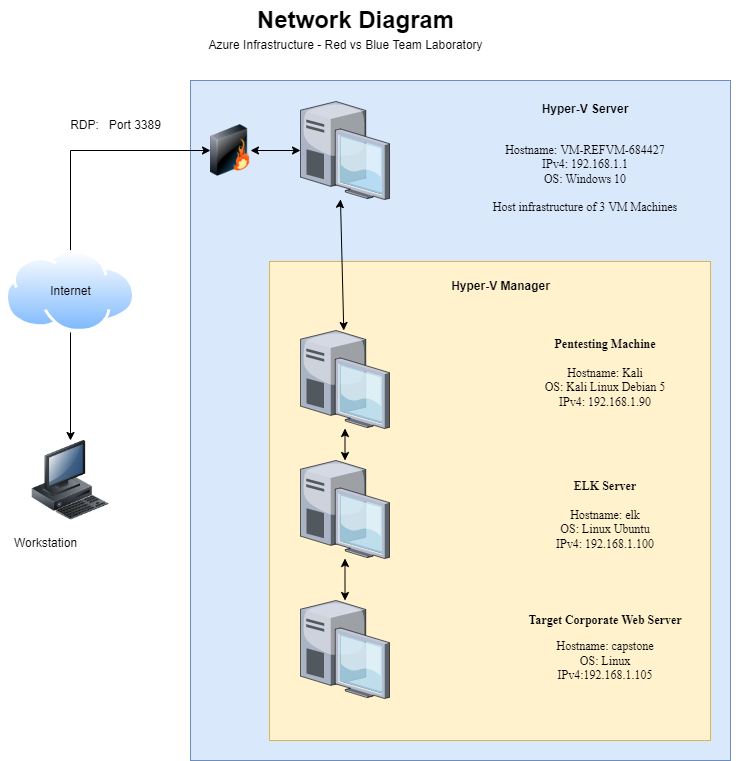 Network Diagram
Azure Infrastructure - Red vs Blue Team Laboratory
RDP:   Port 3389
Hyper-V Server
Hostname: VM-REFVM-684427
IPv4: 192.168.1.1
OS: Windows 10
Host infrastructure of 3 VM Machines
Internet
Hyper-V Manager
Pentesting Machine
Hostname: Kali
OS: Kali Linux Debian 5
IPv4: 192.168.1.90
ELK Server
Hostname: elk
OS: Linux Ubuntu
IPv4: 192.168.1.100
Workstation
Target Corporate Web Server
Hostname: capstone
OS: Linux
IPv4:192.168.1.105